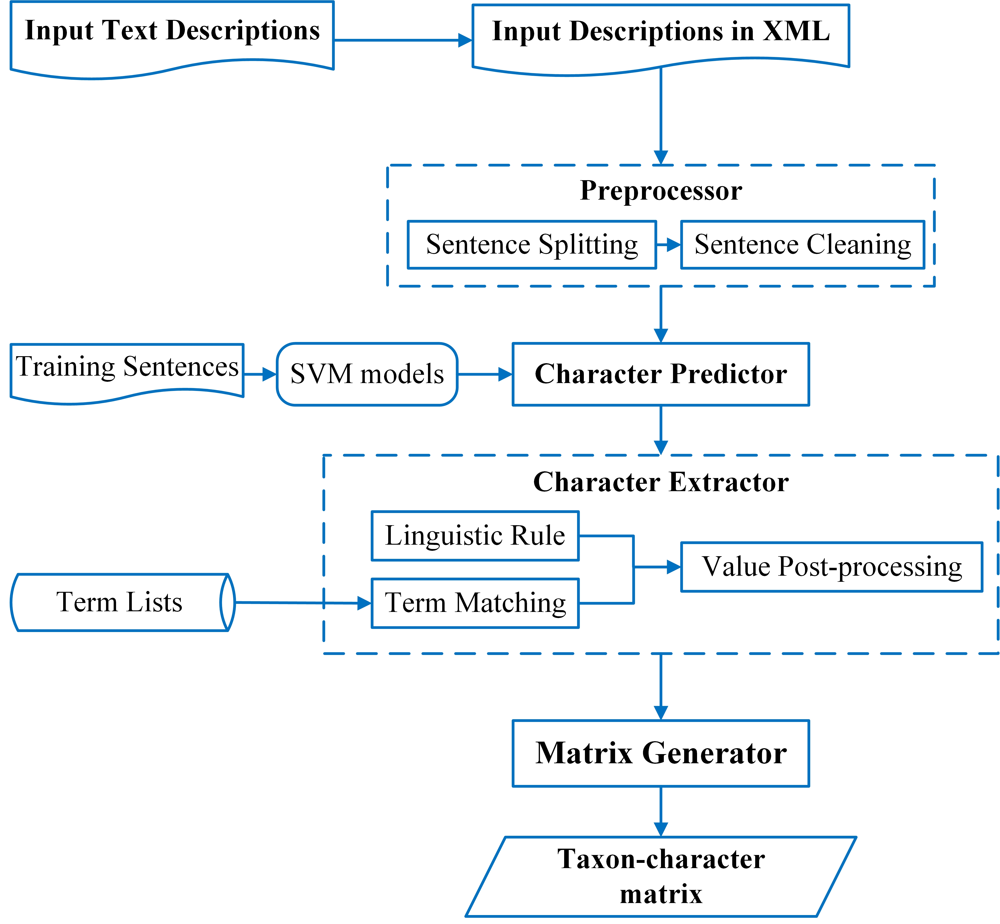 Input Text Descriptions
Input Descriptions in XML
Preprocessor
Sentence Splitting
Sentence Cleaning
Training Sentences
SVM models
Character Predictor
Character Extractor
Linguistic Rule
Value Post-processing
Term Lists
Term Matching
Matrix Generator
Taxon-character
matrix